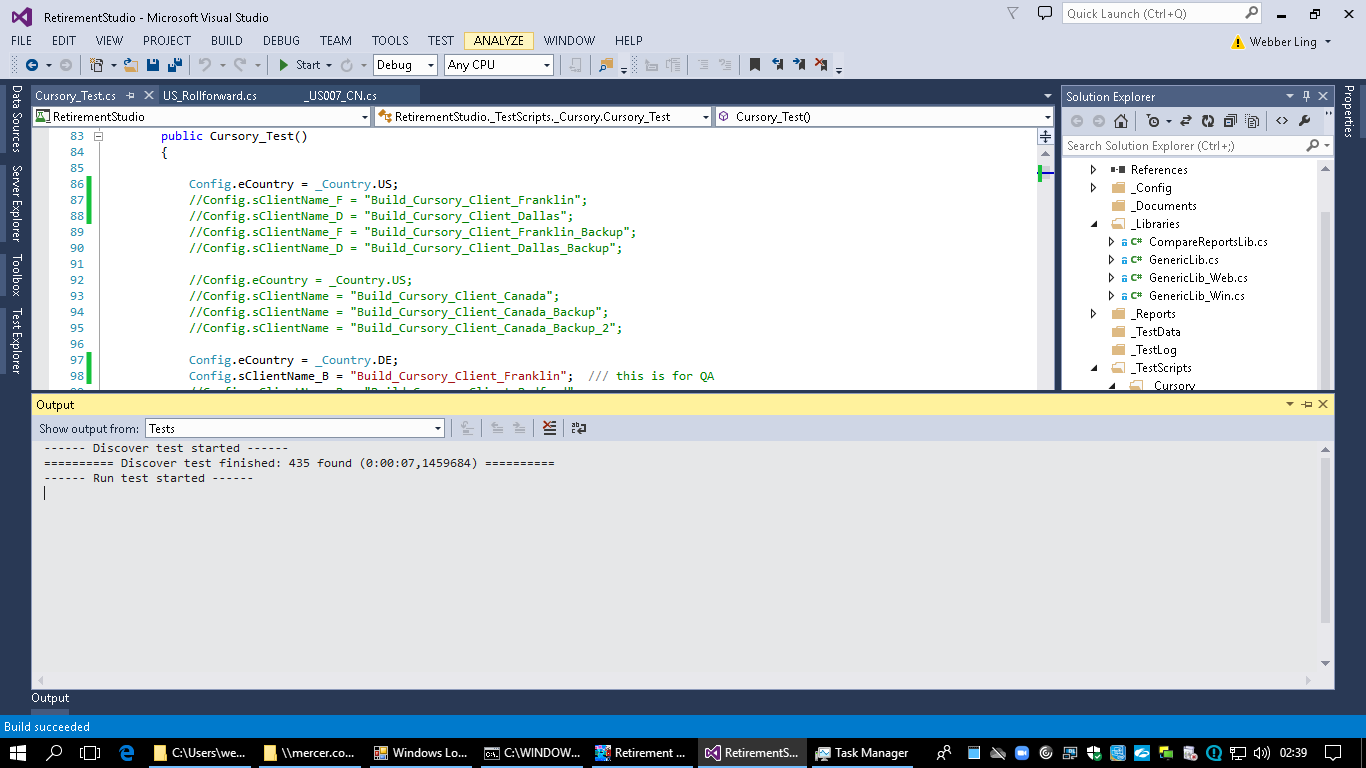 RetirementStudio - Microsoft Visual Studio
Quick Launch (Ctrl+Q)
FILE EDIT VIEW PROJECT BUILD DEBUG TEAM TOOLS TEST ANALYZE WINDOW HELP
Webber Ling
Start Debug Any CPU
Data Sources
Server Explorer
Toolbox
Test Explorer
Cursory_Test.cs US_Rollforward.cs _US007_CN.cs
RetirementStudio RetirementStudio._TestScripts._Cursory.Cursory_Test Cursory_Test()
83 public Cursory_Test()
84 {
85
86 Config.eCountry = _Country.US;
87 //Config.sClientName_F = "Build_Cursory_Client_Franklin";
88 //Config.sClientName_D = "Build_Cursory_Client_Dallas";
89 //Config.sClientName_F = "Build_Cursory_Client_Franklin_Backup";
90 //Config.sClientName_D = "Build_Cursory_Client_Dallas_Backup";
91
92 //Config.eCountry = _Country.US;
93 //Config.sClientName = "Build_Cursory_Client_Canada";
94 //Config.sClientName = "Build_Cursory_Client_Canada_Backup";
95 //Config.sClientName = "Build_Cursory_Client_Canada_Backup_2";
96
97 Config.eCountry = _Country.DE;
98 Config.sClientName_B = "Build_Cursory_Client_Franklin"; /// this is for QA
Solution Explorer
Search Solution Explorer (Ctrl+;)
References
_Config
_Documents
_Libraries
C# CompareReportsLib.cs
C# GenericLib.cs
C# GenericLib_Web.cs
C# GenericLib_Win.cs
_Reports
_TestData
_TestLog
_TestScripts
_Cursory
Properties
Output
Show output from: Tests
------ Discover test started ------
========== Discover test finished: 435 found (0:00:07,1459684) ==========
------ Run test started ------
Output
Build succeeded
C:\Users\we... \\mercer.co... Windows Lo... C:\WINDOW... Retirement ... RetirementS... Task Manager 02:39